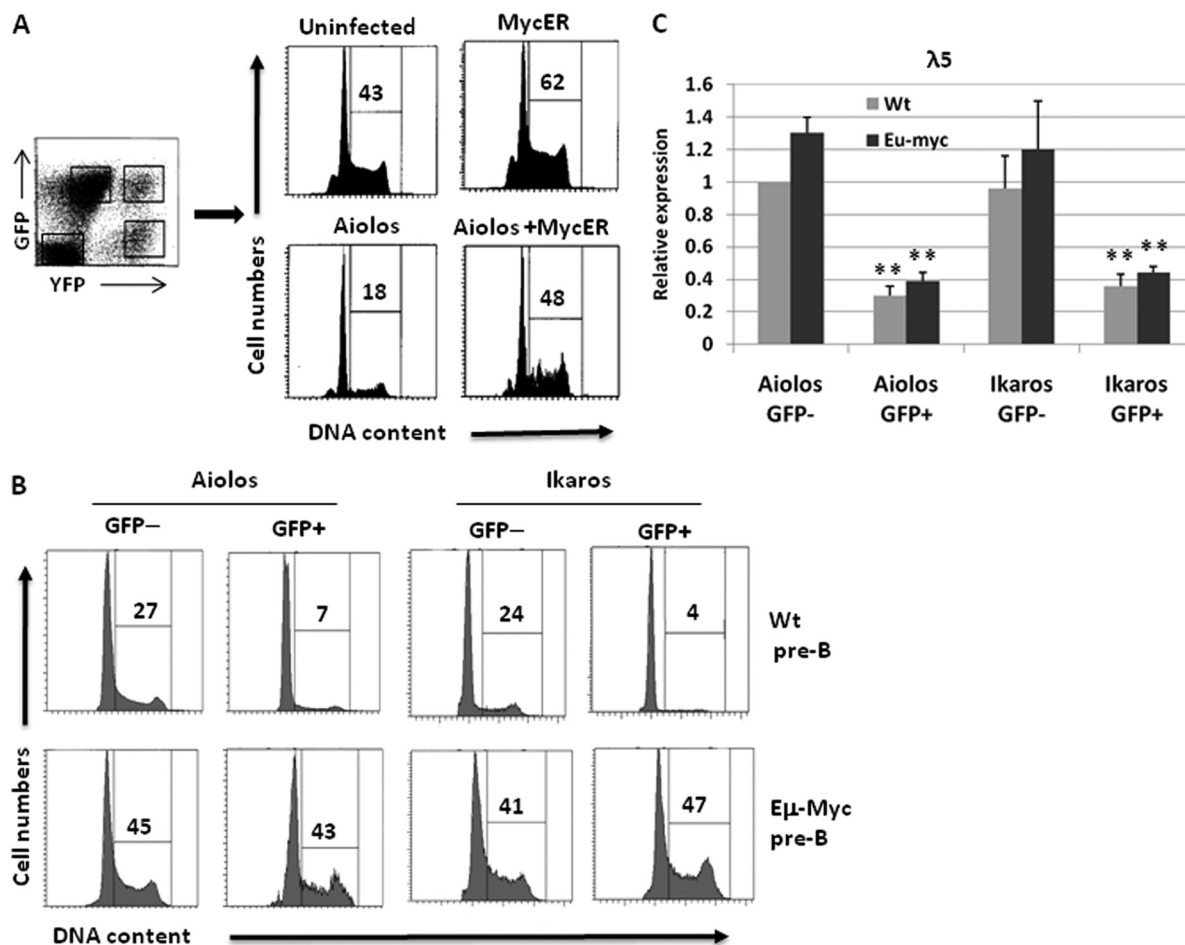 A
Uninfected
MycER
43
62
GFP
YFP
Aiolos
Aiolos +MycER
18
48
Cell numbers
DNA content
C
λ5
Wt
Eu-myc
Relative expression
1.6
1.4
1.2
1
0.8
0.6
0.4
0.2
0
**
**
**
**
Aiolos GFP-
Aiolos GFP+
Ikaros GFP-
Ikaros GFP+
B
Aiolos
Ikaros
GFP–
GFP+
GFP–
GFP+
27
7
24
4
Wt
pre-B
45
43
41
47
Eμ-Myc
pre-B
Cell numbers
DNA content